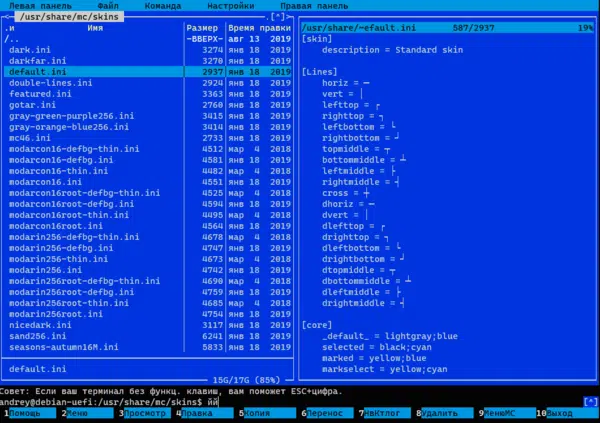 Левая панель Файл Команда Настройки Правая панель
<─ /usr/share/mc/skins ─ .[^]>
.и Имя Размер Время правки
/.. -ВВЕРХ- авг 13 2019
dark.ini 3274 янв 18 2019
darkfar.ini 3270 янв 18 2019
default.ini 2937 янв 18 2019
double-lines.ini 2924 янв 18 2019
featured.ini 3363 янв 18 2019
gotar.ini 2760 янв 18 2019
gray-green-purple256.ini 3415 янв 18 2019
gray-orange-blue256.ini 3414 янв 18 2019
mc46.ini 2733 янв 18 2019
modarcon16-defbg-thin.ini 4512 мар 4 2018
modarcon16-defbg.ini 4581 янв 18 2019
modarcon16-thin.ini 4482 мар 4 2018
modarcon16.ini 4551 янв 18 2019
modarcon16root-defbg-thin.ini 4525 мар 4 2018
modarcon16root-defbg.ini 4594 янв 18 2019
modarcon16root-thin.ini 4495 мар 4 2018
modarcon16root.ini 4564 янв 18 2019
modarin256-defbg-thin.ini 4678 мар 4 2018
modarin256-defbg.ini 4747 янв 18 2019
modarin256-thin.ini 4673 мар 4 2018
modarin256.ini 4742 янв 18 2019
modarin256root-defbg-thin.ini 4690 мар 4 2018
modarin256root-defbg.ini 4759 янв 18 2019
modarin256root-thin.ini 4685 мар 4 2018
modarin256root.ini 4754 янв 18 2019
nicedark.ini 3117 янв 18 2019
sand256.ini 6241 янв 18 2019
seasons-autumn16M.ini 5833 янв 18 2019
default.ini
15G/17G (85%)
/usr/share/~efault.ini 587/2937 19%
[skin]
description = Standard skin
[Lines]
horiz = ─
vert = │
lefttop = ┌
righttop = ┐
leftbottom = └
rightbottom = ┘
topmiddle = ┬
bottommiddle = ┴
leftmiddle = ├
rightmiddle = ┤
cross = ┼
dhoriz = ─
dvert = │
dlefttop = ┌
drighttop = ┐
dleftbottom = └
drightbottom = ┘
dtopmiddle = ┬
dbottommiddle = ┴
dleftmiddle = ├
drightmiddle = ┤
[core]
_default_ = lightgray;blue
selected = black;cyan
marked = yellow;blue
markselect = yellow;cyan
Совет: Если ваш терминал без функц. клавиш, вам поможет ESC+цифра.
andrey@debian-uefi:/usr/share/mc/skins$ йй [^]
1Помощь 2Меню 3Просмотр 4Правка 5Копия 6Перенос 7НвКтлог 8Удалить 9МенюMC 10Выход